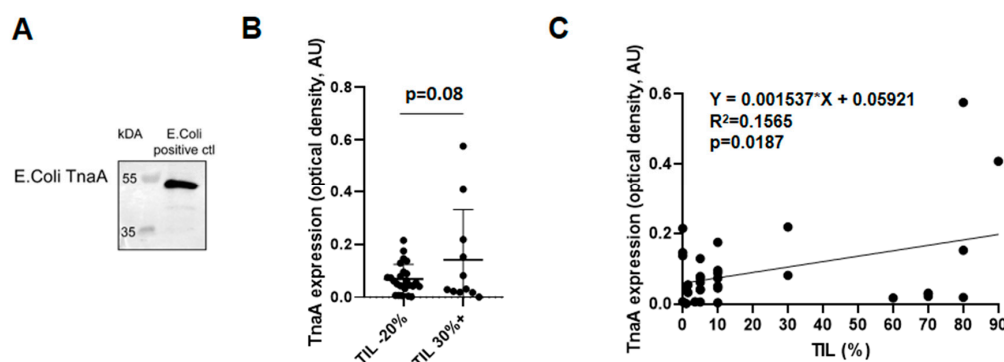 A
kDA
E.Coli
positive ctl
E.Coli TnaA
55
35
B
TnaA expression (optical density, AU)
0.8
0.6
0.4
0.2
0.0
p=0.08
TIL -20%
TIL 30%+
C
TnaA expression (optical density, AU)
0.6
0.4
0.2
0.0
Y = 0.001537*X + 0.05921
R²=0.1565
p=0.0187
0 10 20 30 40 50 60 70 80 90
TIL (%)